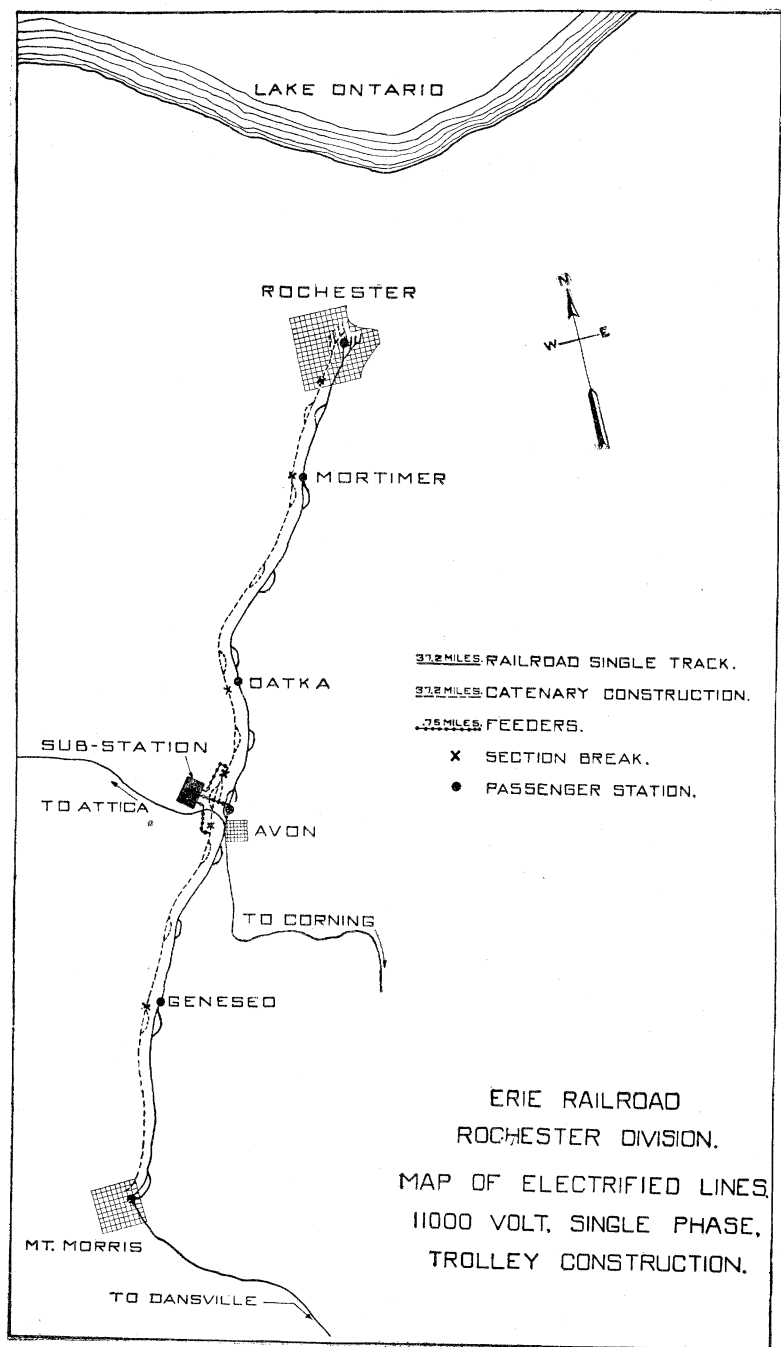 LAKE ONTARIO
ROCHESTER
N
W E
MORTIMER
37.2 MILES. RAILROAD SINGLE TRACK.
OATKA
37.2 MILES. CATENARY CONSTRUCTION.
.75 MILES. FEEDERS.
SUB-STATION
X SECTION BREAK.
PASSENGER STATION.
TO ATTICA
AVON
TO CORNING
GENESEO
ERIE RAILROAD
ROCHESTER DIVISION.
MAP OF ELECTRIFIED LINES,
11000 VOLT, SINGLE PHASE,
TROLLEY CONSTRUCTION.
MT. MORRIS
TO DANSVILLE